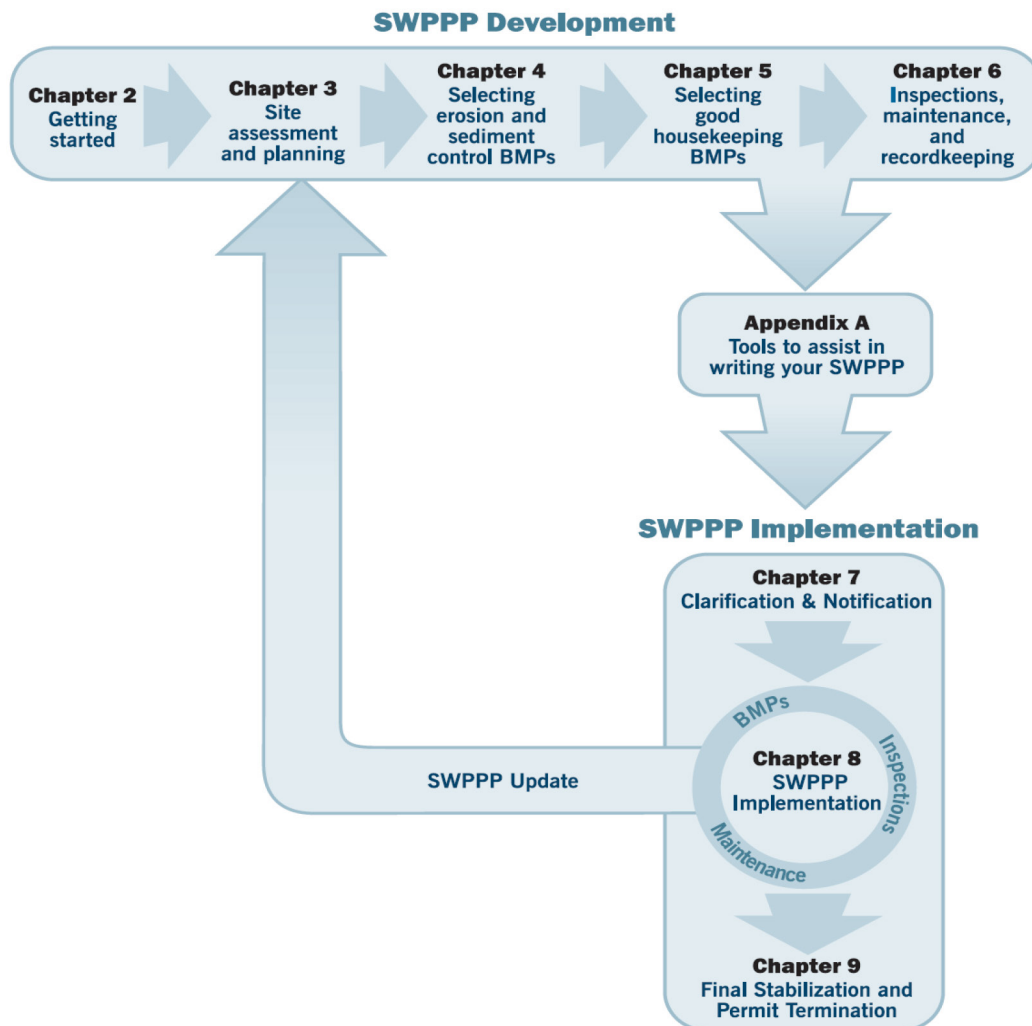 SWPPP Development
Chapter 2
Getting
started
Chapter 3
Site
assessment
and planning
Chapter 4
Selecting
erosion and
sediment
control BMPs
Chapter 5
Selecting
good
housekeeping
BMPs
Chapter 6
Inspections,
maintenance,
and
recordkeeping
Appendix A
Tools to assist in
writing your SWPPP
SWPPP Implementation
Chapter 7
Clarification & Notification
BMPs
Inspections
Maintenance
Chapter 8
SWPPP
Implementation
SWPPP Update
Chapter 9
Final Stabilization and
Permit Termination